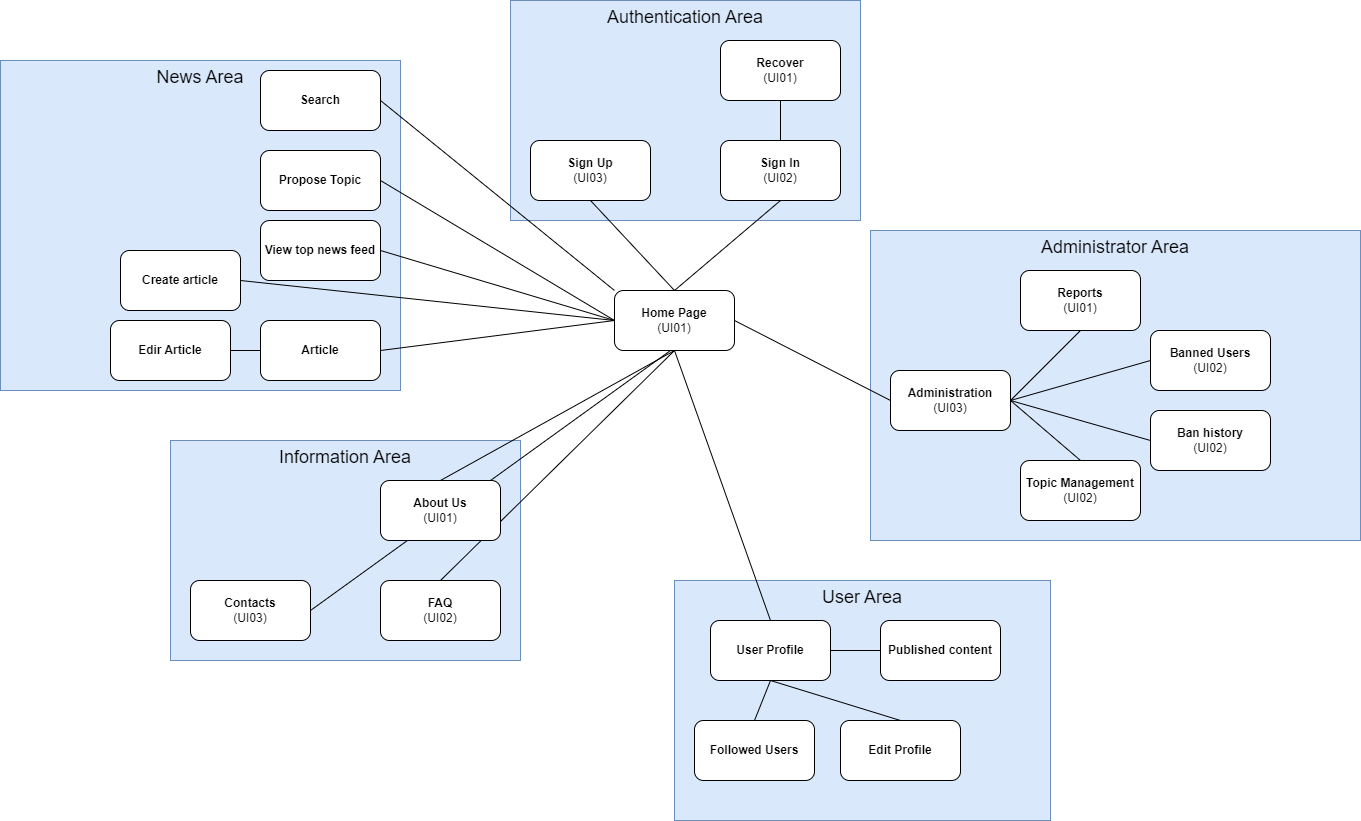 Authentication Area
Recover
(UI01)
Sign Up
(UI03)
Sign In
(UI02)
News Area
Search
Propose Topic
View top news feed
Create article
Edir Article
Article
Home Page
(UI01)
Administrator Area
Reports
(UI01)
Banned Users
(UI02)
Administration
(UI03)
Ban history
(UI02)
Topic Management
(UI02)
Information Area
About Us
(UI01)
Contacts
(UI03)
FAQ
(UI02)
User Area
User Profile
Published content
Followed Users
Edit Profile